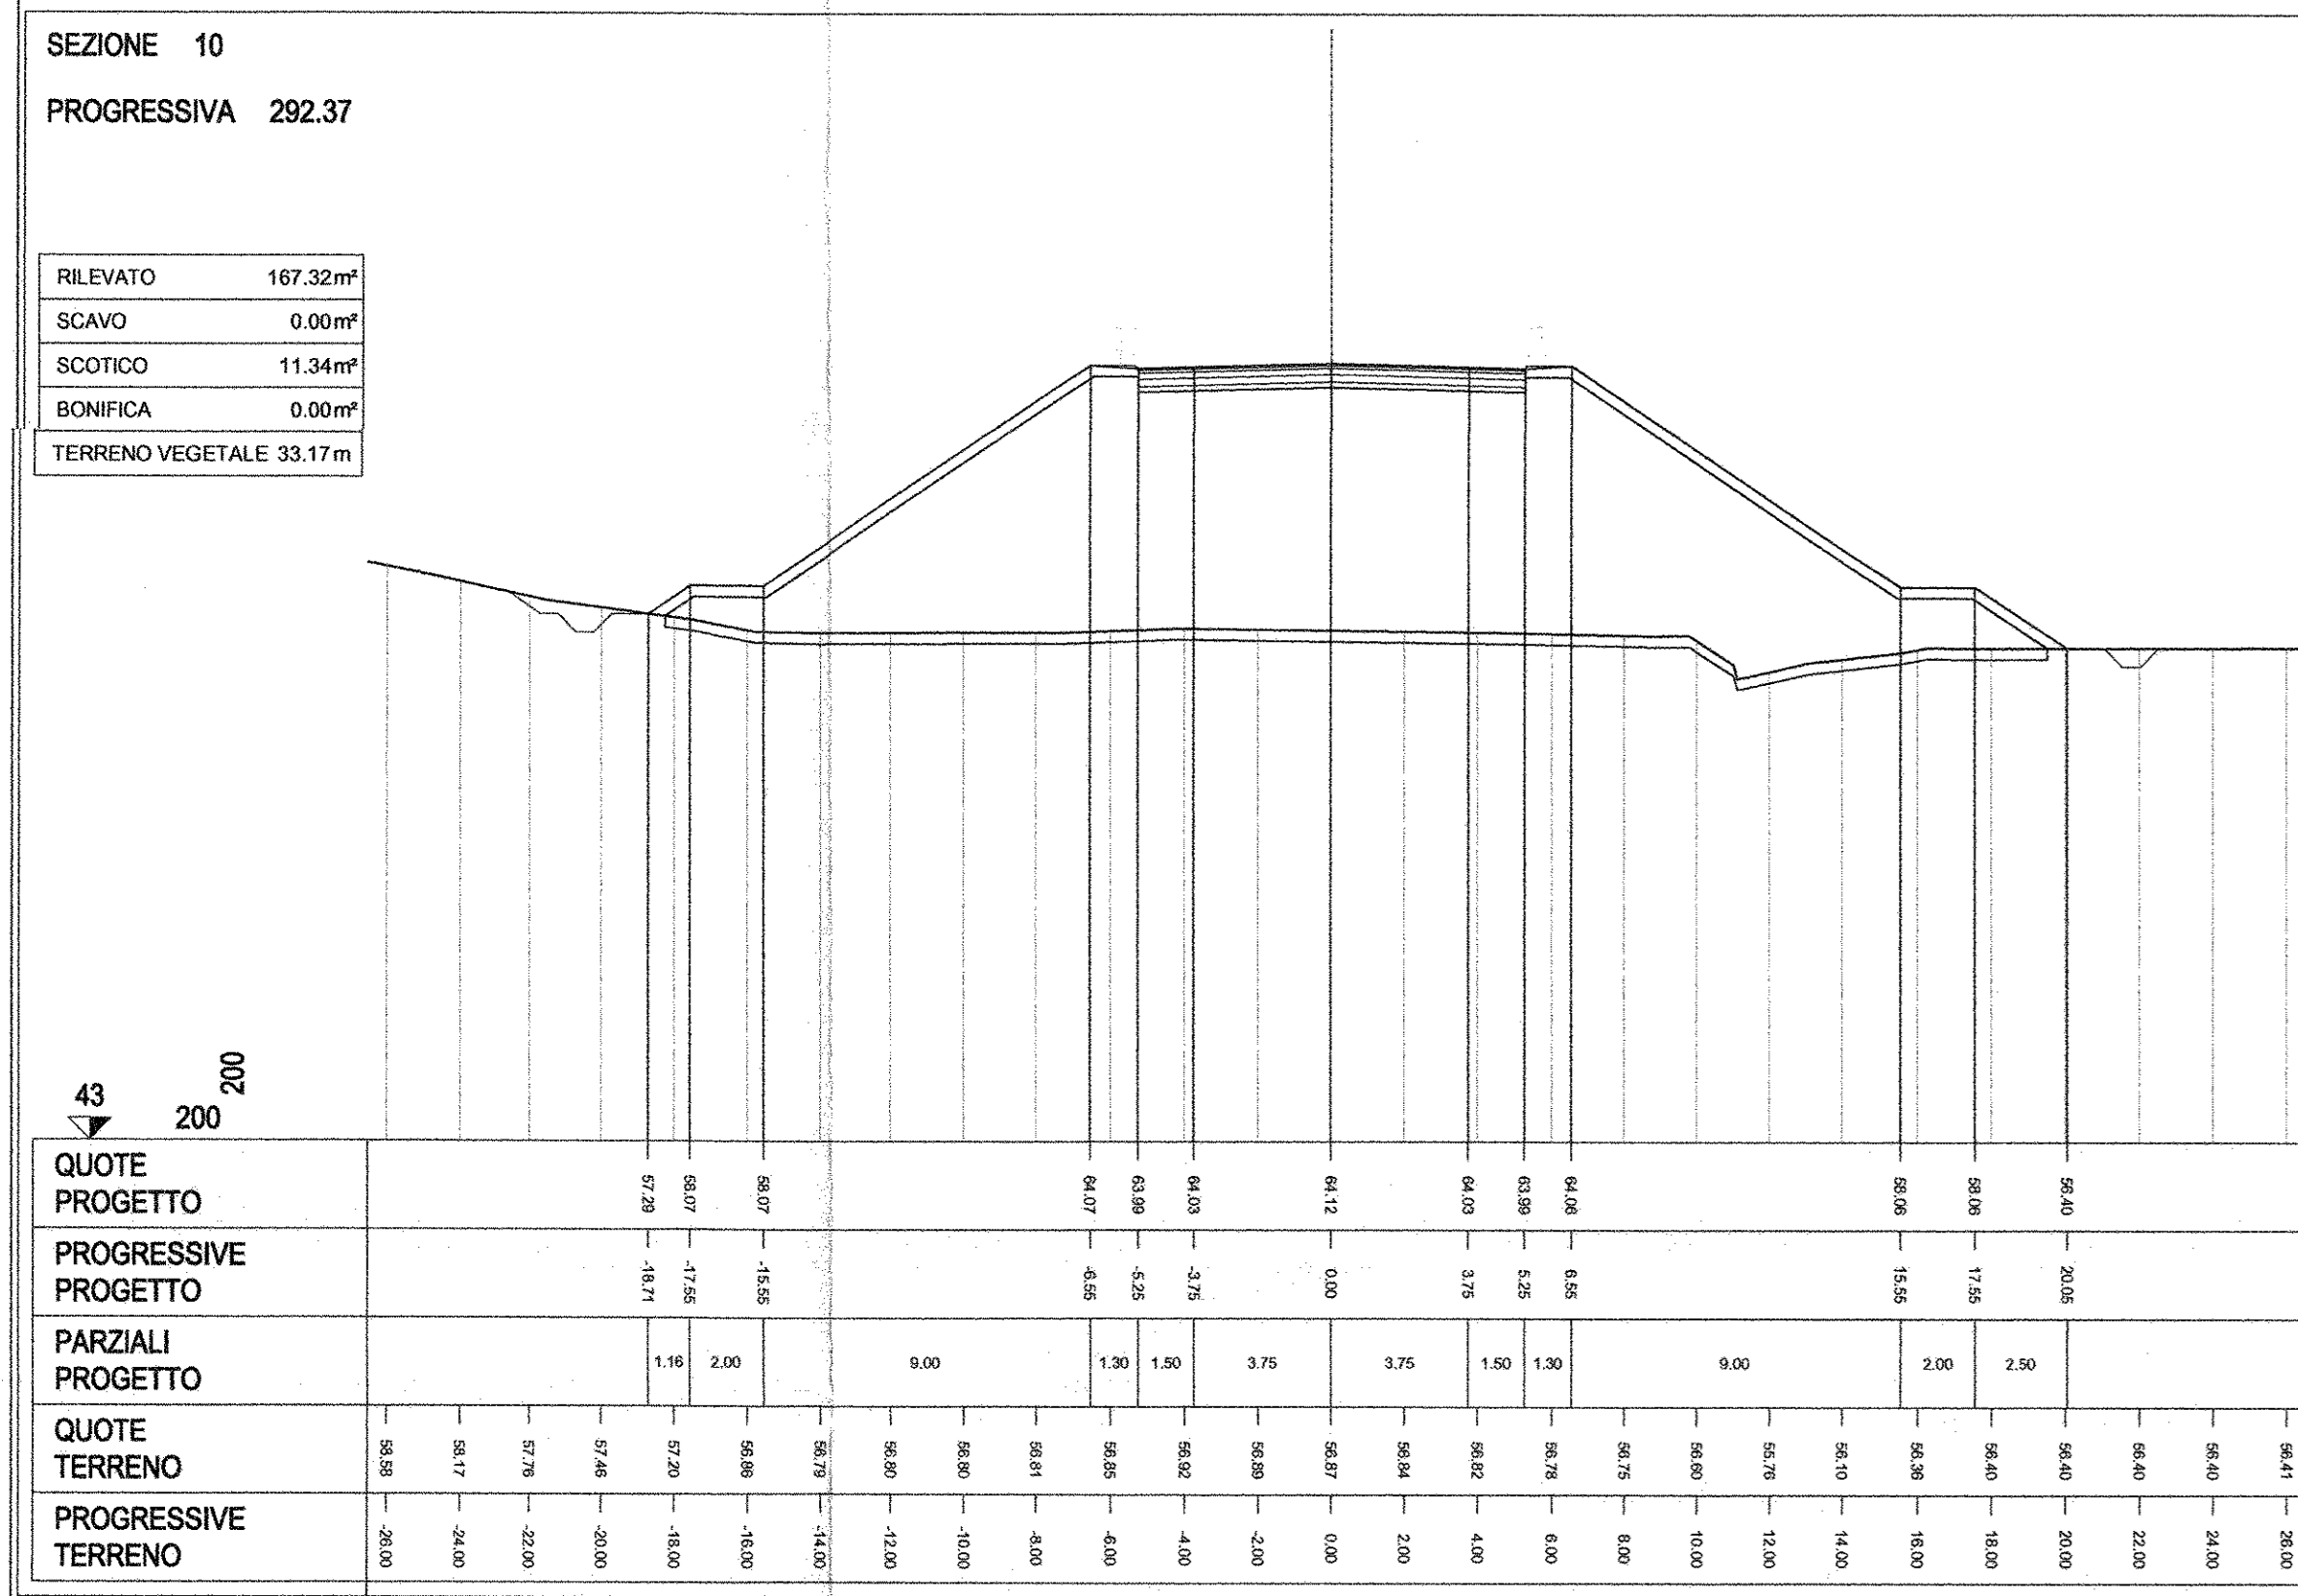 SEZIONE 10
PROGRESSIVA 292.37
RILEVATO 167.32m²
SCAVO 0.00m²
SCOTICO 11.34m²
BONIFICA 0.00m²
TERRENO VEGETALE 33.17m
43
200
200
QUOTE
PROGETTO
57.29 58.07 58.07 64.07 63.99 64.03 64.12 64.03 63.99 64.06 58.06 58.06 56.40
PROGRESSIVE
PROGETTO
-18.71 -17.55 -15.55 -6.55 -5.25 -3.75 0.00 3.75 5.25 6.55 15.55 17.55 20.05
PARZIALI
PROGETTO
1.16 2.00 9.00 1.30 1.50 3.75 3.75 1.50 1.30 9.00 2.00 2.50
QUOTE
TERRENO
58.58 58.17 57.76 57.46 57.20 56.86 56.79 56.80 56.80 56.81 56.85 56.92 56.89 56.87 56.84 56.82 56.78 56.75 56.60 55.76 56.10 56.36 56.40 56.40 56.40 56.40 56.41
PROGRESSIVE
TERRENO
-26.00 -24.00 -22.00 -20.00 -18.00 -16.00 -14.00 -12.00 -10.00 -8.00 -6.00 -4.00 -2.00 0.00 2.00 4.00 6.00 8.00 10.00 12.00 14.00 16.00 18.00 20.00 22.00 24.00 26.00